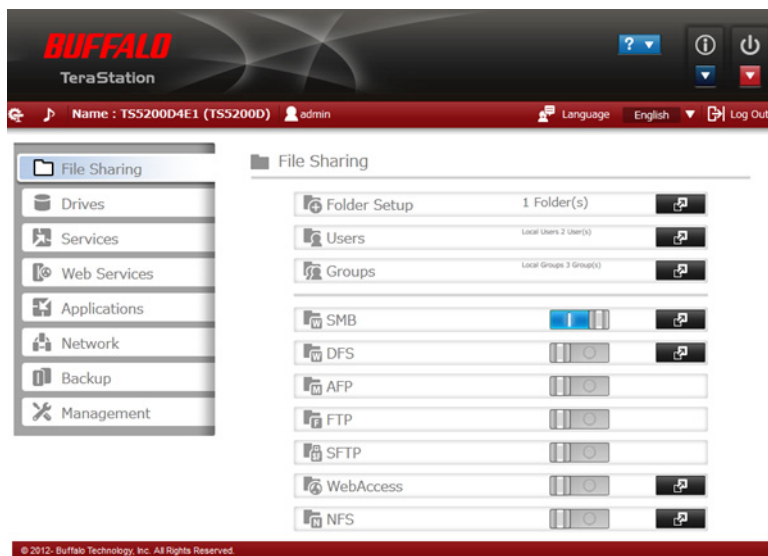 BUFFALO
TeraStation
?
Name : TS5200D4E1 (TS5200D) admin Language English Log Out
File Sharing
Drives
Services
Web Services
Applications
Network
Backup
Management
File Sharing
Folder Setup 1 Folder(s)
Users Local Users 2 User(s)
Groups Local Groups 3 Group(s)
SMB
DFS
AFP
FTP
SFTP
WebAccess
NFS
© 2012- Buffalo Technology, Inc. All Rights Reserved.